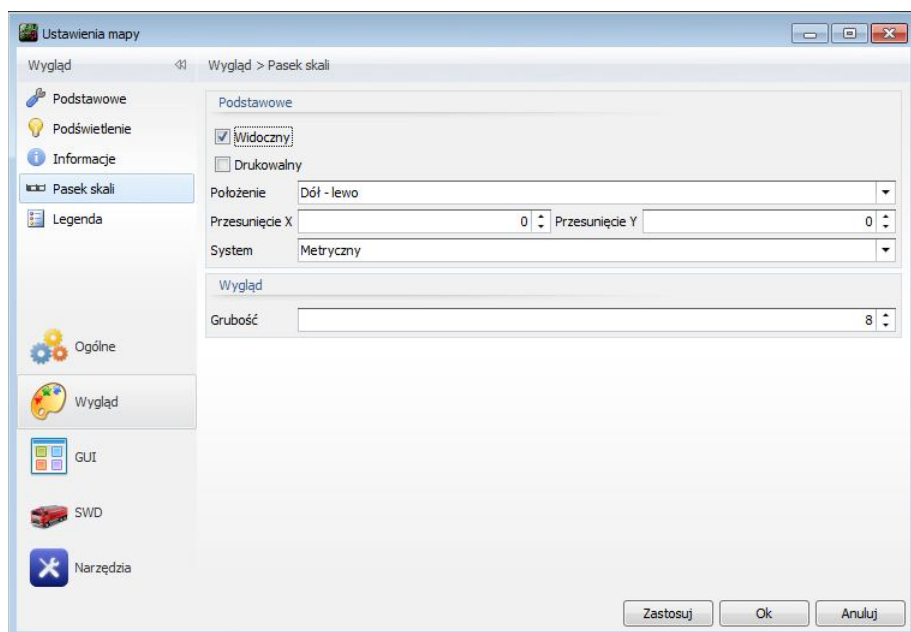 Ustawienia mapy
Wygląd
Wygląd > Pasek skali
Podstawowe
Podświetlenie
Informacje
Pasek skali
Legenda
Ogólne
Wygląd
GUI
SWD
Narzędzia
Podstawowe
Widoczny
Drukowalny
Położenie Dół - lewo
Przesunięcie X 0 Przesunięcie Y 0
System Metryczny
Wygląd
Grubość 8
Zastosuj Ok Anuluj